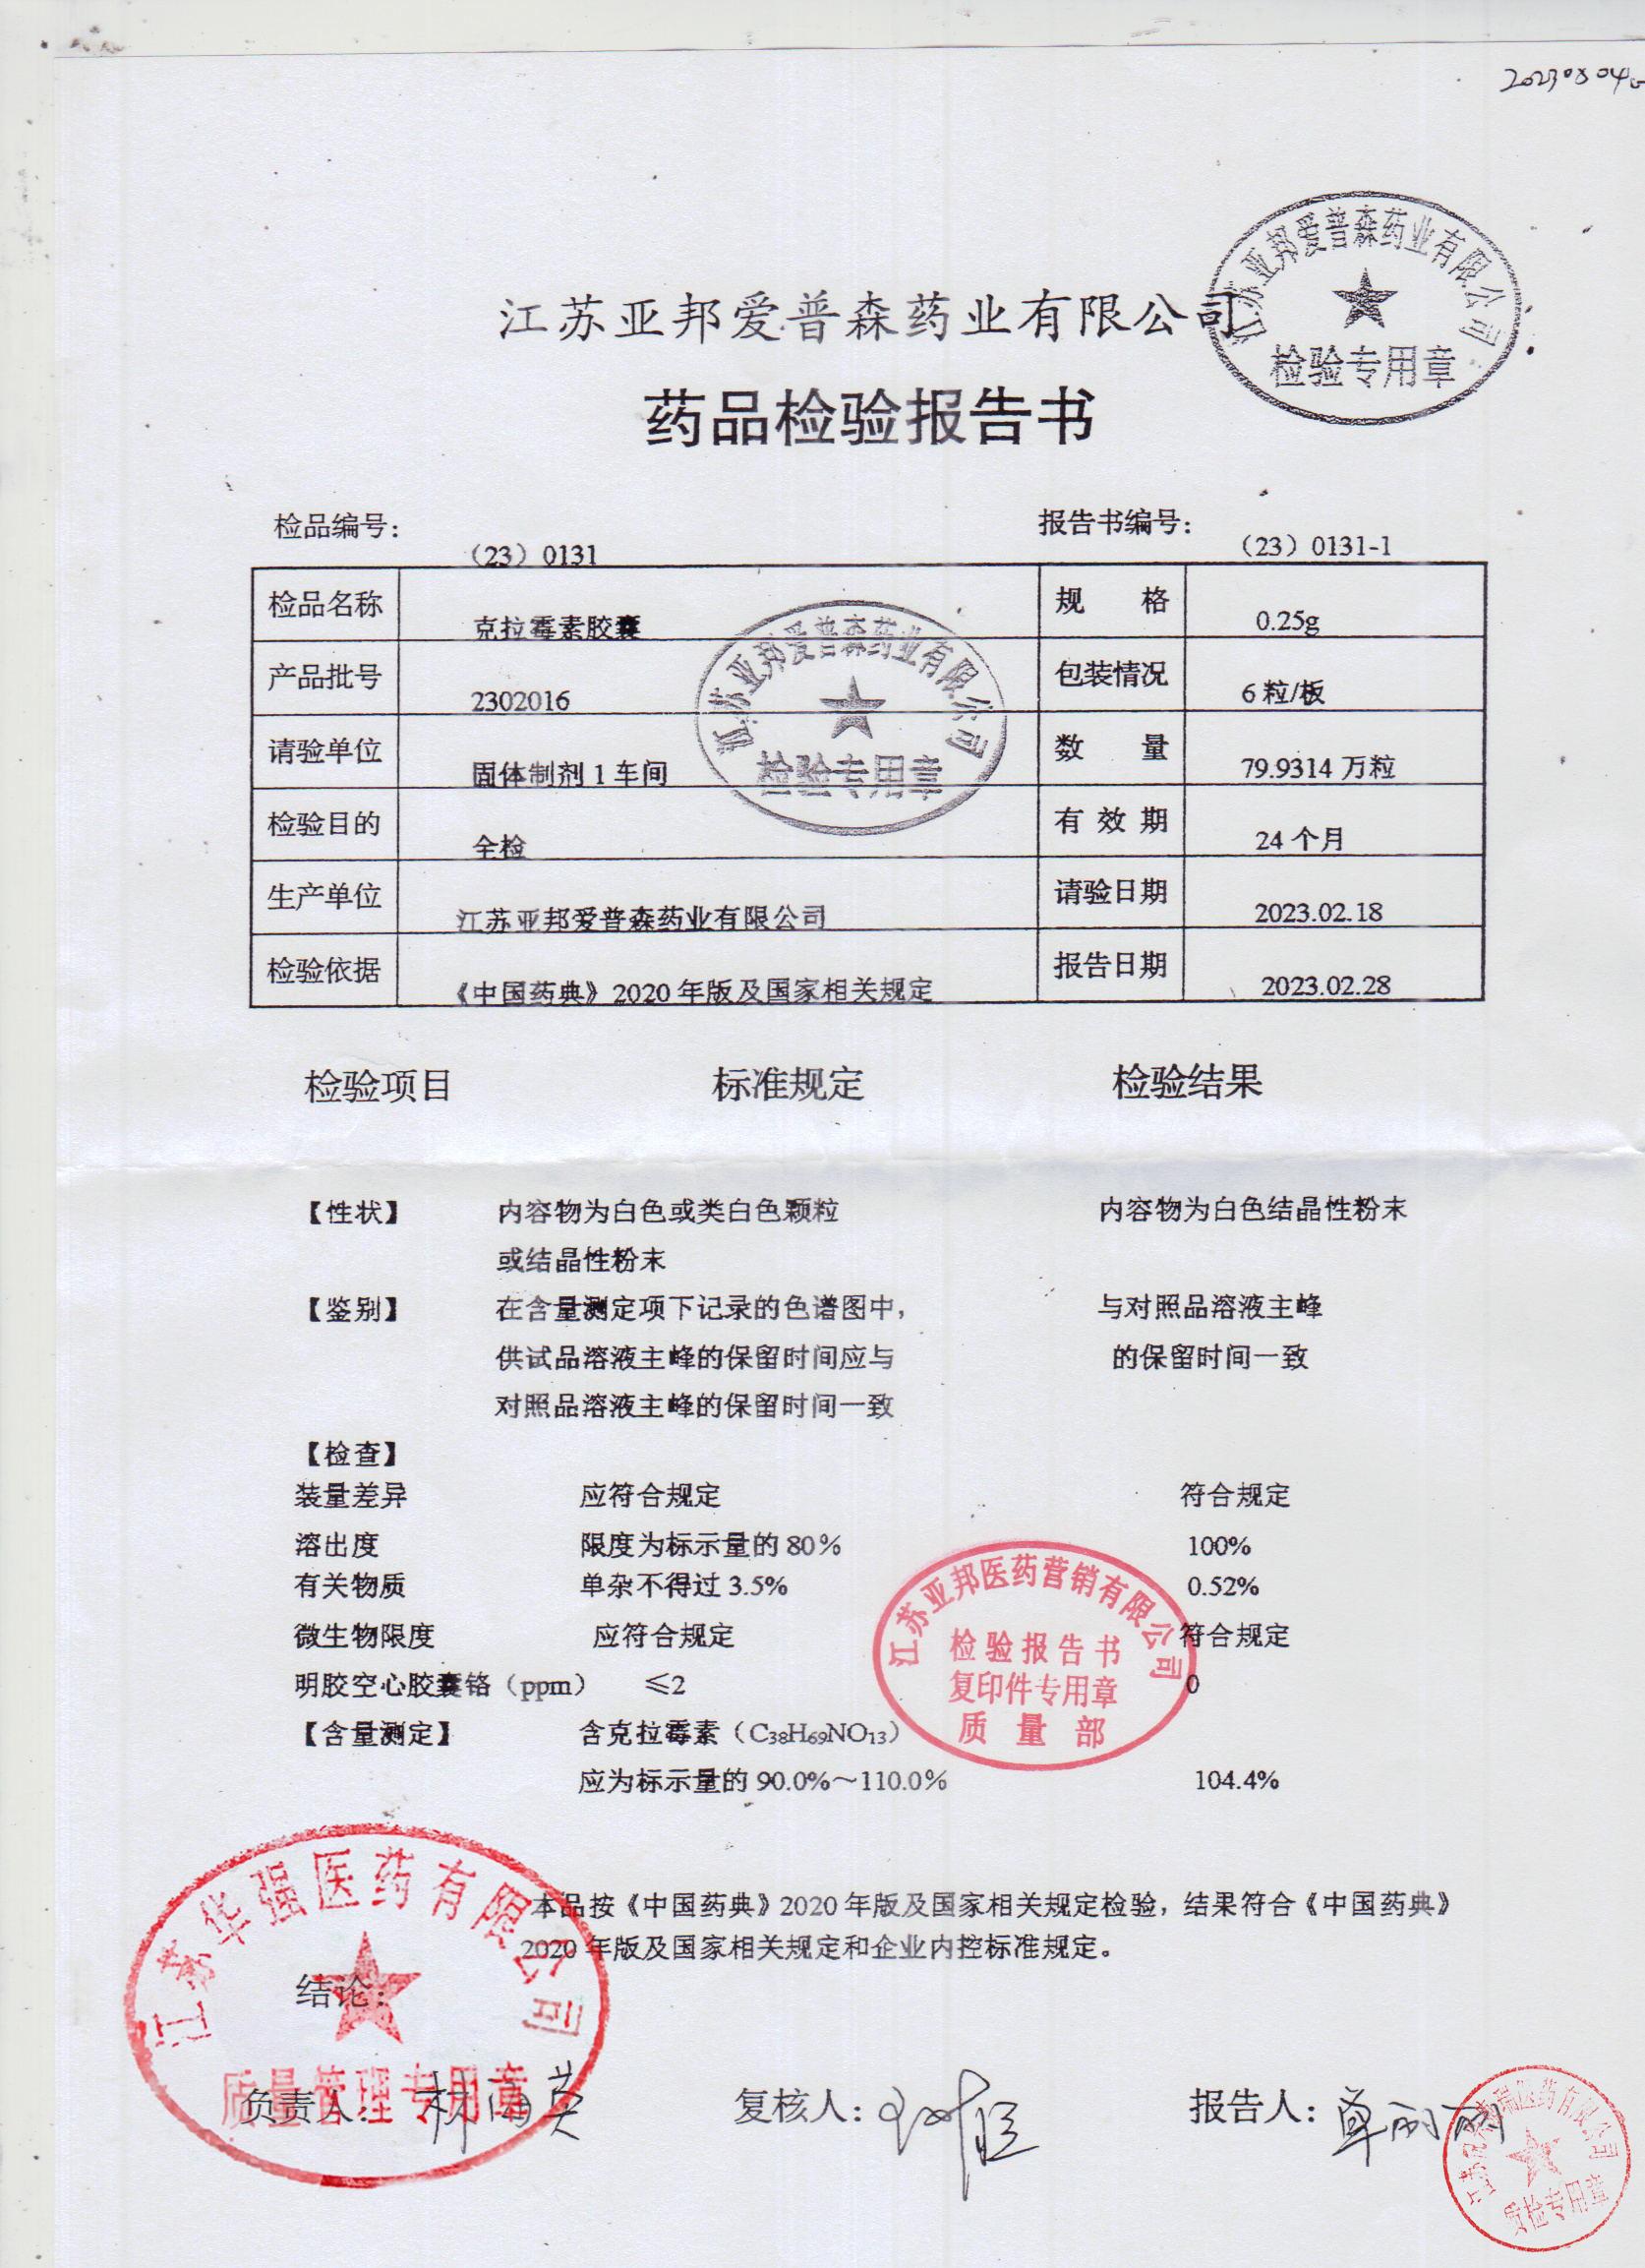 江苏亚邦爱普森药业有限公司
检验专用章
江苏亚邦爱普森药业有限公司
药品检验报告书
检品编号: (23)0131 报告书编号: (23)0131-1
检品名称 克拉霉素胶囊 规 格 0.25g
产品批号 2302016 包装情况 6粒/板
请验单位 固体制剂1车间 数 量 79.9314万粒
检验目的 全检 有效期 24个月
生产单位 江苏亚邦爱普森药业有限公司 请验日期 2023.02.18
检验依据 《中国药典》2020年版及国家相关规定 报告日期 2023.02.28
江苏亚邦爱普森药业有限公司
检验专用章
检验项目 标准规定 检验结果
【性状】 内容物为白色或类白色颗粒 内容物为白色结晶性粉末
或结晶性粉末
【鉴别】 在含量测定项下记录的色谱图中, 与对照品溶液主峰
供试品溶液主峰的保留时间应与 的保留时间一致
对照品溶液主峰的保留时间一致
【检查】
装量差异 应符合规定 符合规定
溶出度 限度为标示量的80% 100%
有关物质 单杂不得过3.5% 0.52%
微生物限度 应符合规定 符合规定
明胶空心胶囊铬(ppm) ≤2 0
【含量测定】 含克拉霉素(C38H69NO13)
应为标示量的90.0%~110.0% 104.4%
江苏亚邦医药营销有限公司
检验报告书
复印件专用章
质量部
本品按《中国药典》2020年版及国家相关规定检验,结果符合《中国药典》
2020年版及国家相关规定和企业内控标准规定。
结论:
江苏华强医药有限公司
质量管理专用章
负责人: 复核人: 报告人: 单丽丽